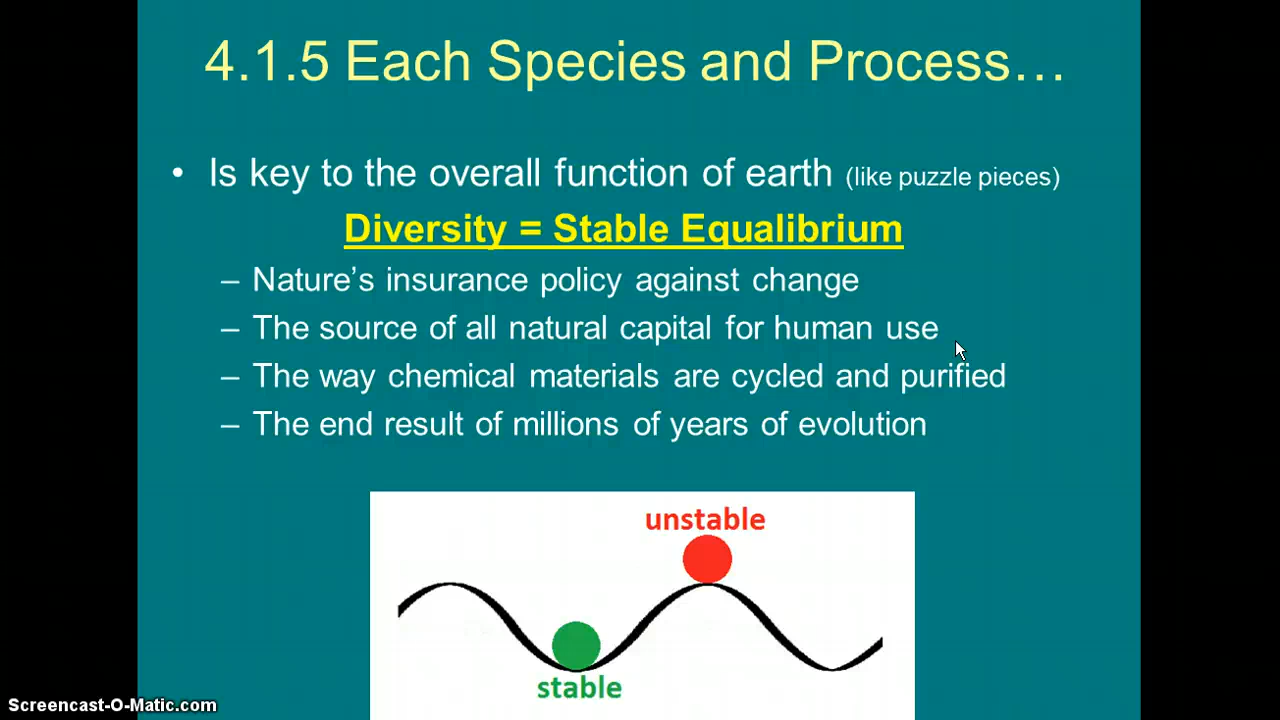 4.1.5 Each Species and Process…
• Is key to the overall function of earth (like puzzle pieces)
Diversity = Stable Equalibrium
– Nature’s insurance policy against change
– The source of all natural capital for human use
– The way chemical materials are cycled and purified
– The end result of millions of years of evolution
unstable
stable
Screencast-O-Matic.com